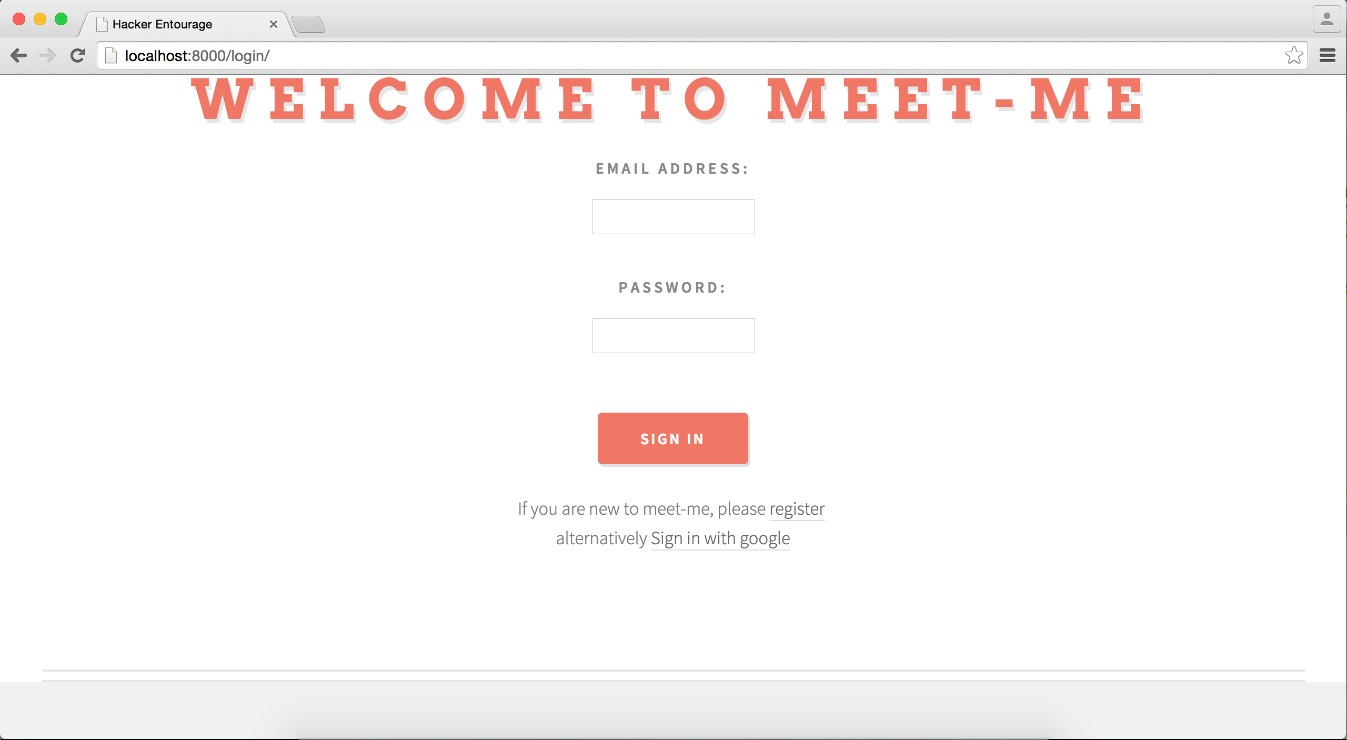 Hacker Entourage
localhost:8000/login/
WELCOME TO MEET-ME
EMAIL ADDRESS:
PASSWORD:
SIGN IN
If you are new to meet-me, please register
alternatively Sign in with google